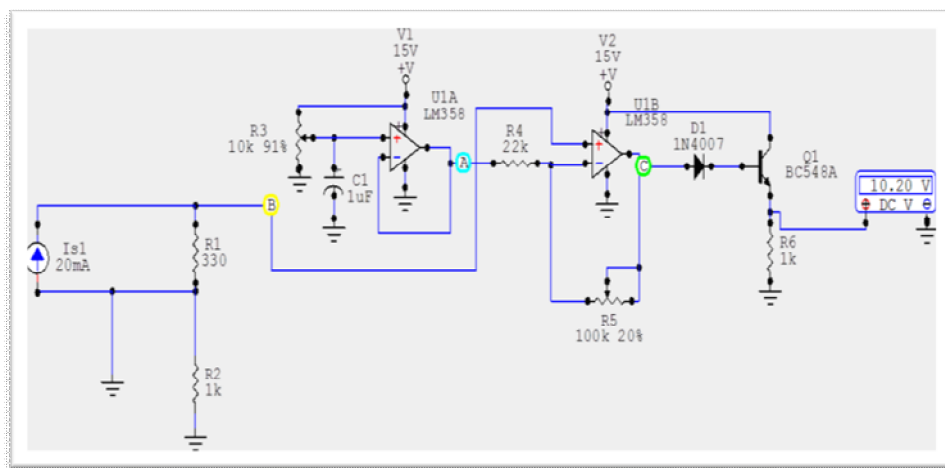 V1
15V
+V
V2
15V
+V
U1A
LM358
U1B
LM358
R3
10k 91%
R4
22k
D1
1N4007
Q1
BC548A
A
C
C1
1uF
10.20 V
DC V
B
Is1
20mA
R1
330
R6
1k
R5
100k 20%
R2
1k